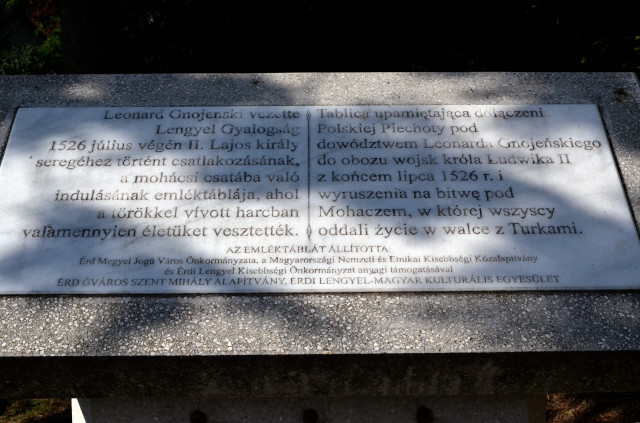 Leonard Gnojenski vezette
Lengyel Gyalogság
1526 július végén II. Lajos király
seregéhez történt csatlakozásának,
a mohácsi csatába való
indulásának emléktáblája, ahol
a törökkel vívott harcban
valamennyien életüket vesztették.
Tablica upamiętająca dołączenie
Polskiej Piechoty pod
dowództwem Leonarda Gnojeńskiego
do obozu wojsk króla Ludwika II.
z końcem lipca 1526 r. i
wyruszenia na bitwę pod
Mohaczem, w której wszyscy
oddali życie w walce z Turkami.
AZ EMLÉKTÁBLÁT ÁLLÍTOTTA:
Érd Megyei Jogú Város Önkormányzata, a Magyarországi Nemzeti és Etnikai Kisebbségi Közalapítvány
és Érdi Lengyel Kisebbségi Önkormányzat anyagi támogatásával
ÉRD ÓVÁROS SZENT MIHÁLY ALAPÍTVÁNY, ÉRDI LENGYEL-MAGYAR KULTURÁLIS EGYESÜLET